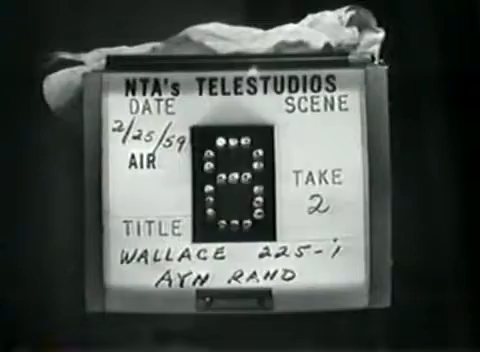 NTA's TELESTUDIOS
DATE
SCENE
2/25/59
AIR
8
TAKE
2
TITLE
WALLACE 225-1
AYN RAND